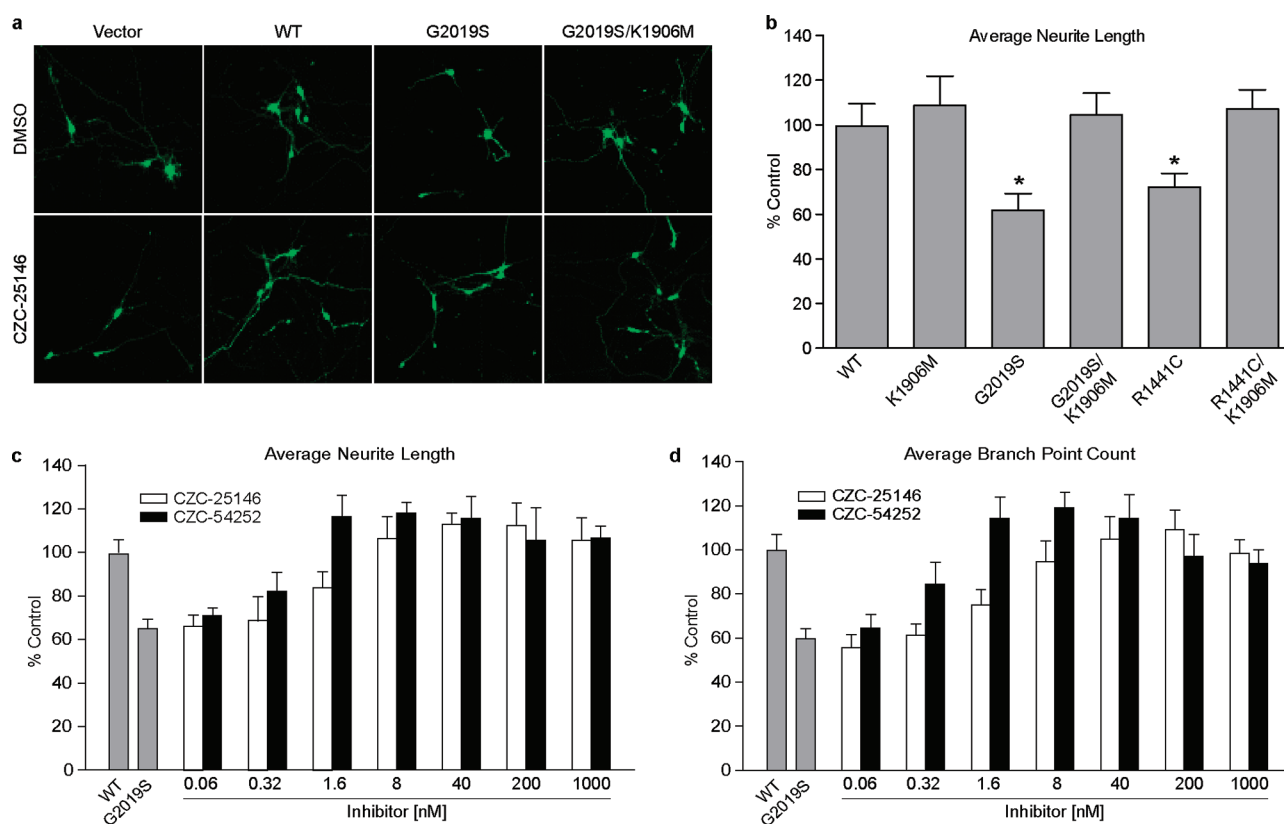 a
Vector WT G2019S G2019S/K1906M
DMSO
CZC-25146
b
Average Neurite Length
% Control
140
120
100
80
60
40
20
0
* *
WT K1906M G2019S G2019S/ K1906M R1441C R1441C/ K1906M
c
Average Neurite Length
CZC-25146
CZC-54252
% Control
140
120
100
80
60
40
20
0
WT G2019S 0.06 0.32 1.6 8 40 200 1000
Inhibitor [nM]
d
Average Branch Point Count
CZC-25146
CZC-54252
% Control
140
120
100
80
60
40
20
0
WT G2019S 0.06 0.32 1.6 8 40 200 1000
Inhibitor [nM]